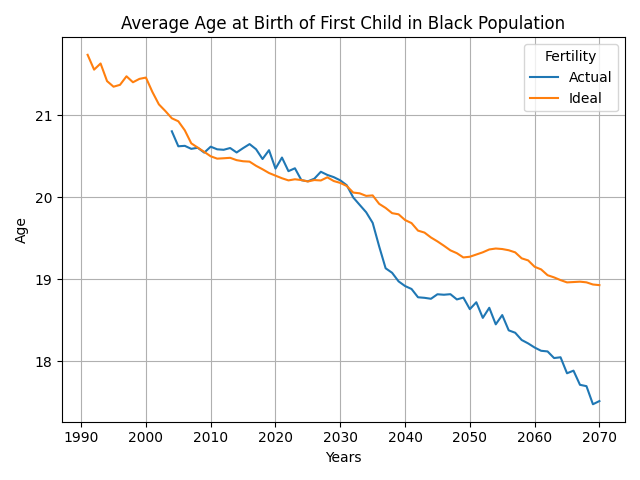 Average Age at Birth of First Child in Black Population
Fertility
Actual
Ideal
21
20
19
18
Age
1990 2000 2010 2020 2030 2040 2050 2060 2070
Years